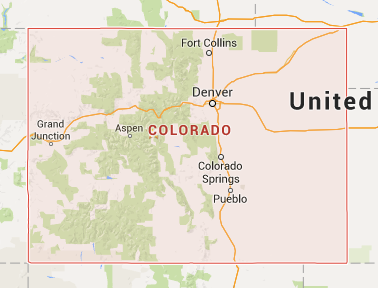 Fort Collins
Denver
United
Grand
Junction
Aspen
COLORADO
Colorado
Springs
Pueblo